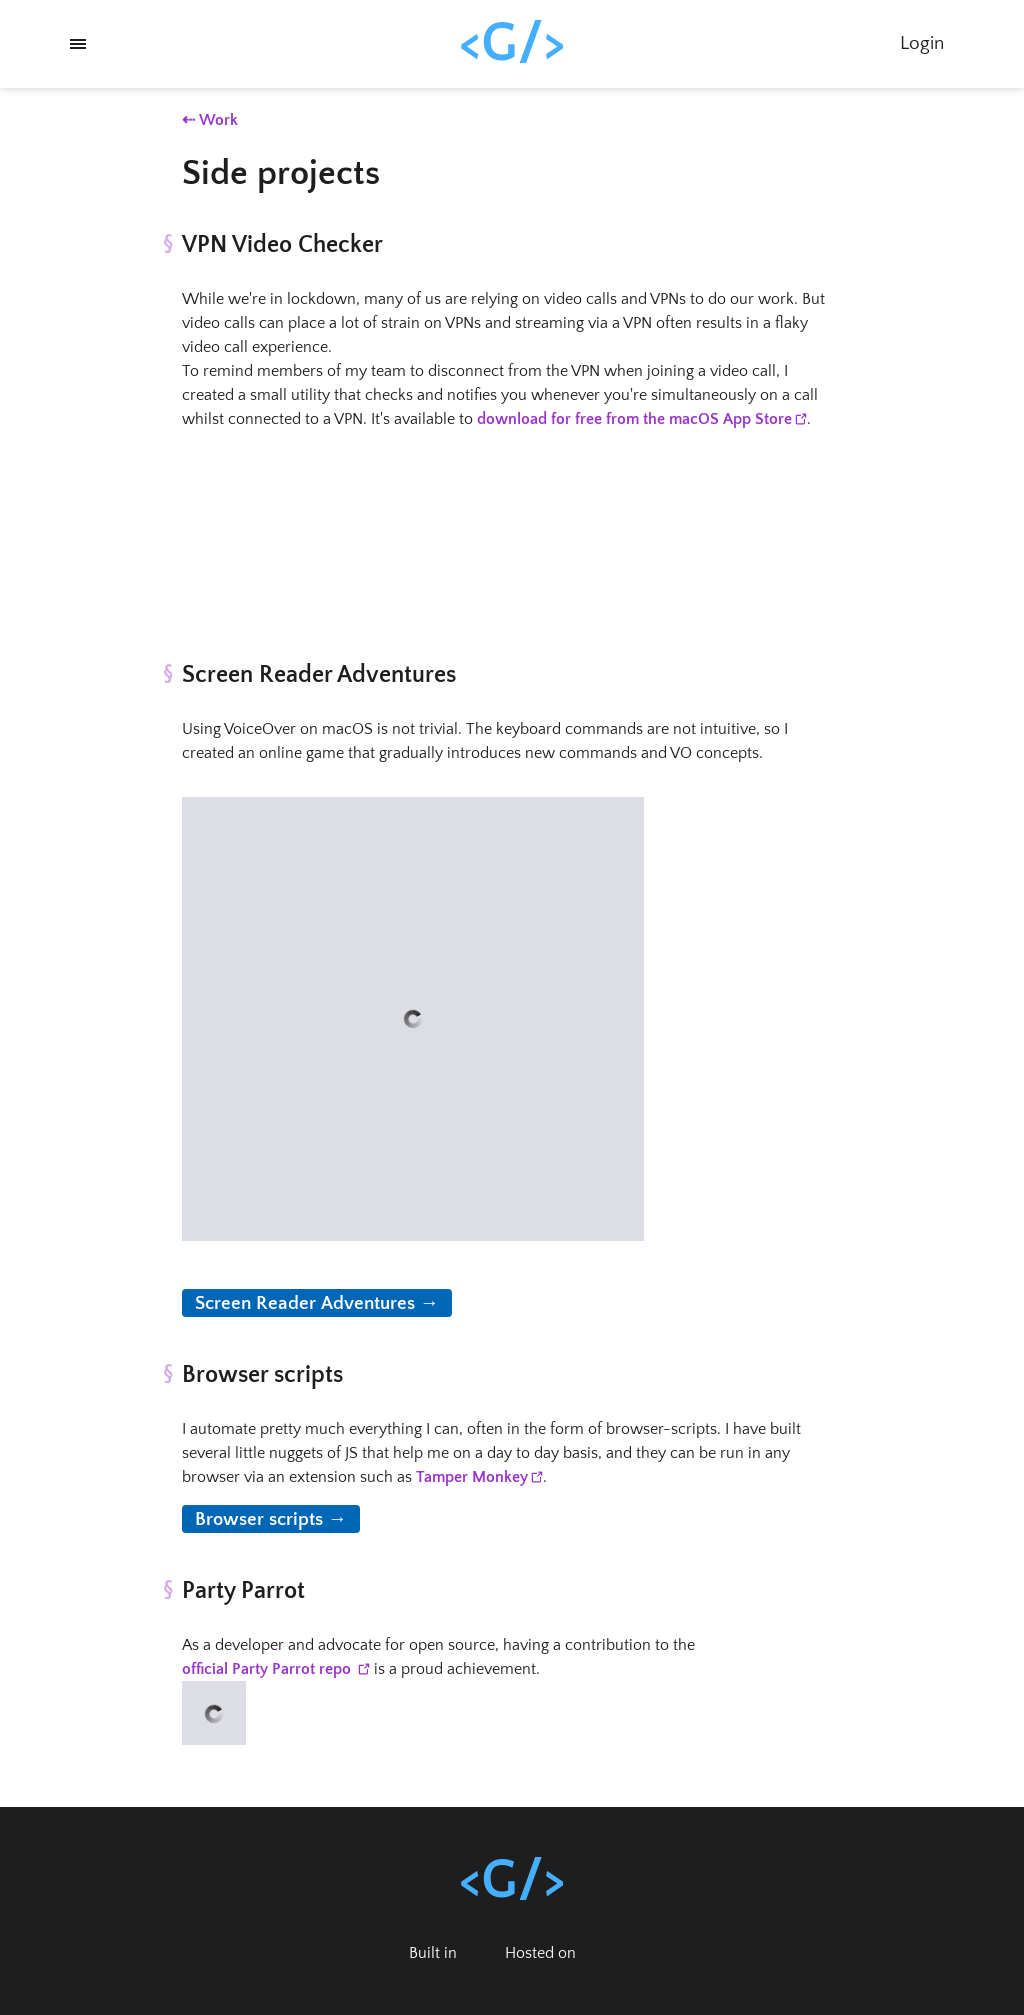 <G/>
Login
⇠ Work
Side projects
§ VPN Video Checker
While we're in lockdown, many of us are relying on video calls and VPNs to do our work. But
video calls can place a lot of strain on VPNs and streaming via a VPN often results in a flaky
video call experience.
To remind members of my team to disconnect from the VPN when joining a video call, I
created a small utility that checks and notifies you whenever you're simultaneously on a call
whilst connected to a VPN. It's available to download for free from the macOS App Store.
§ Screen Reader Adventures
Using VoiceOver on macOS is not trivial. The keyboard commands are not intuitive, so I
created an online game that gradually introduces new commands and VO concepts.
Screen Reader Adventures →
§ Browser scripts
I automate pretty much everything I can, often in the form of browser-scripts. I have built
several little nuggets of JS that help me on a day to day basis, and they can be run in any
browser via an extension such as Tamper Monkey.
Browser scripts →
§ Party Parrot
As a developer and advocate for open source, having a contribution to the
official Party Parrot repo is a proud achievement.
<G/>
Built in
Hosted on